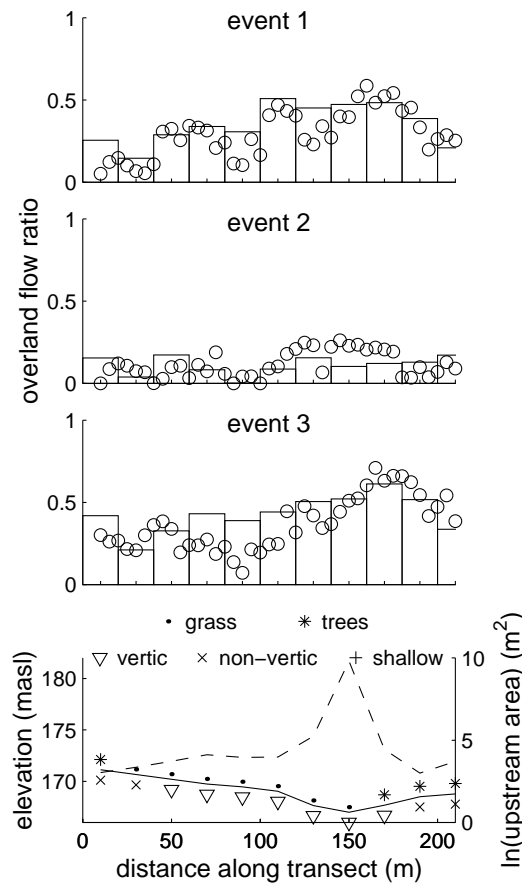 event 1
1
0.5
0
event 2
1
0.5
0
overland flow ratio
event 3
1
0.5
0
grass
trees
vertic
non−vertic
shallow
elevation (masl)
180
175
170
165
10
5
0
ln(upstream area) (m2)
0
50
100
150
200
distance along transect (m)